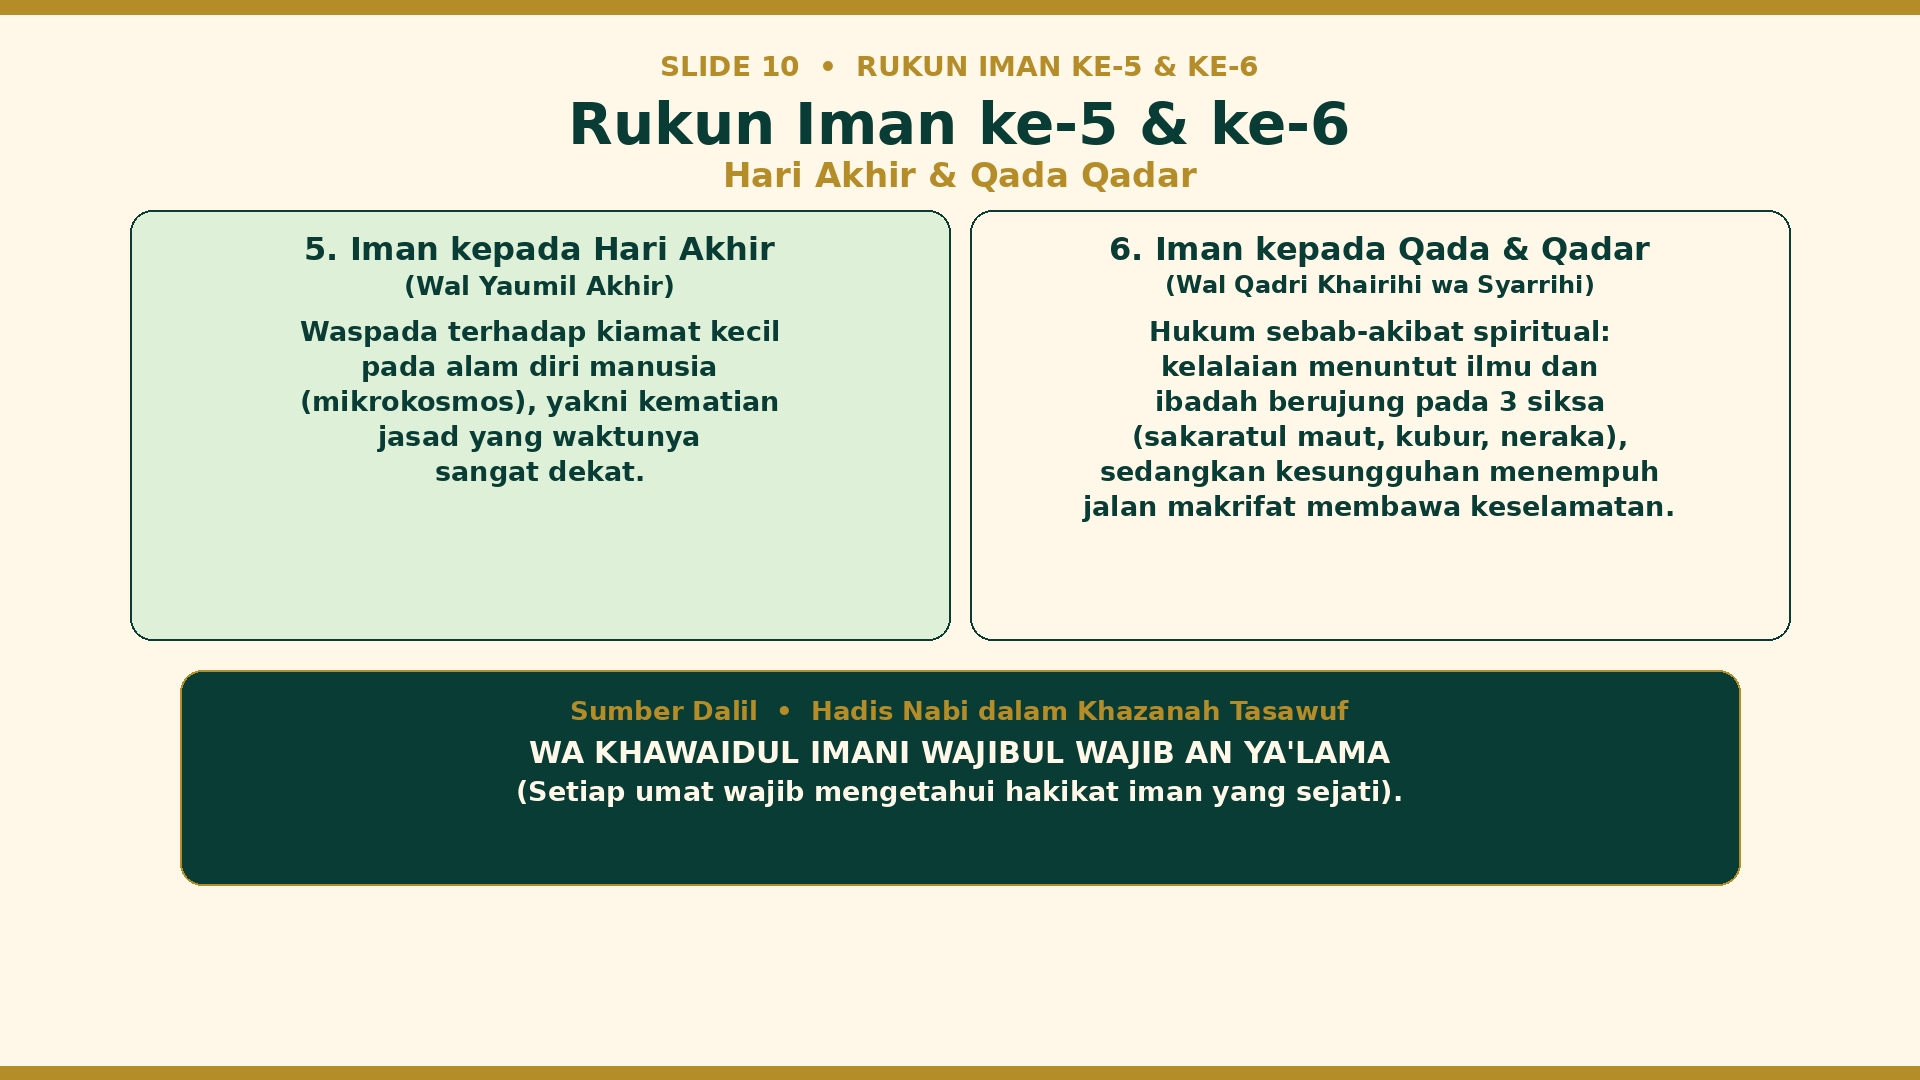 SLIDE 10 • RUKUN IMAN KE-5 & KE-6
Rukun Iman ke-5 & ke-6
Hari Akhir & Qada Qadar
5. Iman kepada Hari Akhir
(Wal Yaumil Akhir)
Waspada terhadap kiamat kecil
pada alam diri manusia
(mikrokosmos), yakni kematian
jasad yang waktunya
sangat dekat.
6. Iman kepada Qada & Qadar
(Wal Qadri Khairihi wa Syarrihi)
Hukum sebab-akibat spiritual:
kelalaian menuntut ilmu dan
ibadah berujung pada 3 siksa
(sakaratul maut, kubur, neraka),
sedangkan kesungguhan menempuh
jalan makrifat membawa keselamatan.
Sumber Dalil • Hadis Nabi dalam Khazanah Tasawuf
WA KHAWAIDUL IMANI WAJIBUL WAJIB AN YA'LAMA
(Setiap umat wajib mengetahui hakikat iman yang sejati).